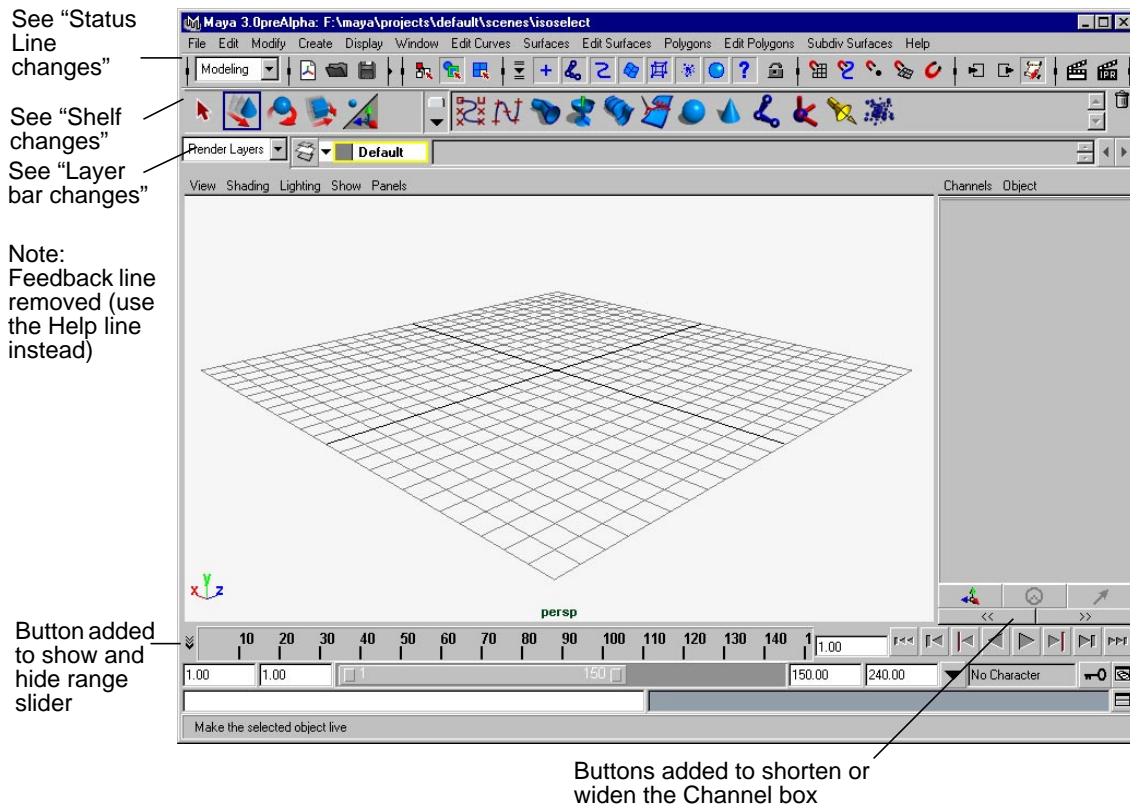 See “Status
Line
changes”
See “Shelf
changes”
See “Layer
bar changes”
Note:
Feedback line
removed (use
the Help line
instead)
Button added
to show and
hide range
slider
Maya 3.0preAlpha: F:\maya\projects\default\scenes\isoselect
File Edit Modify Create Display Window Edit Curves Surfaces Edit Surfaces Polygons Edit Polygons Subdiv Surfaces Help
Modeling
?
IPR
Render Layers Default
View Shading Lighting Show Panels
Channels Object
y
x z
persp
<< >>
10 20 30 40 50 60 70 80 90 100 110 120 130 140 1 1.00
1.00 1.00 1 150 150.00 240.00 No Character
Make the selected object live
Buttons added to shorten or
widen the Channel box